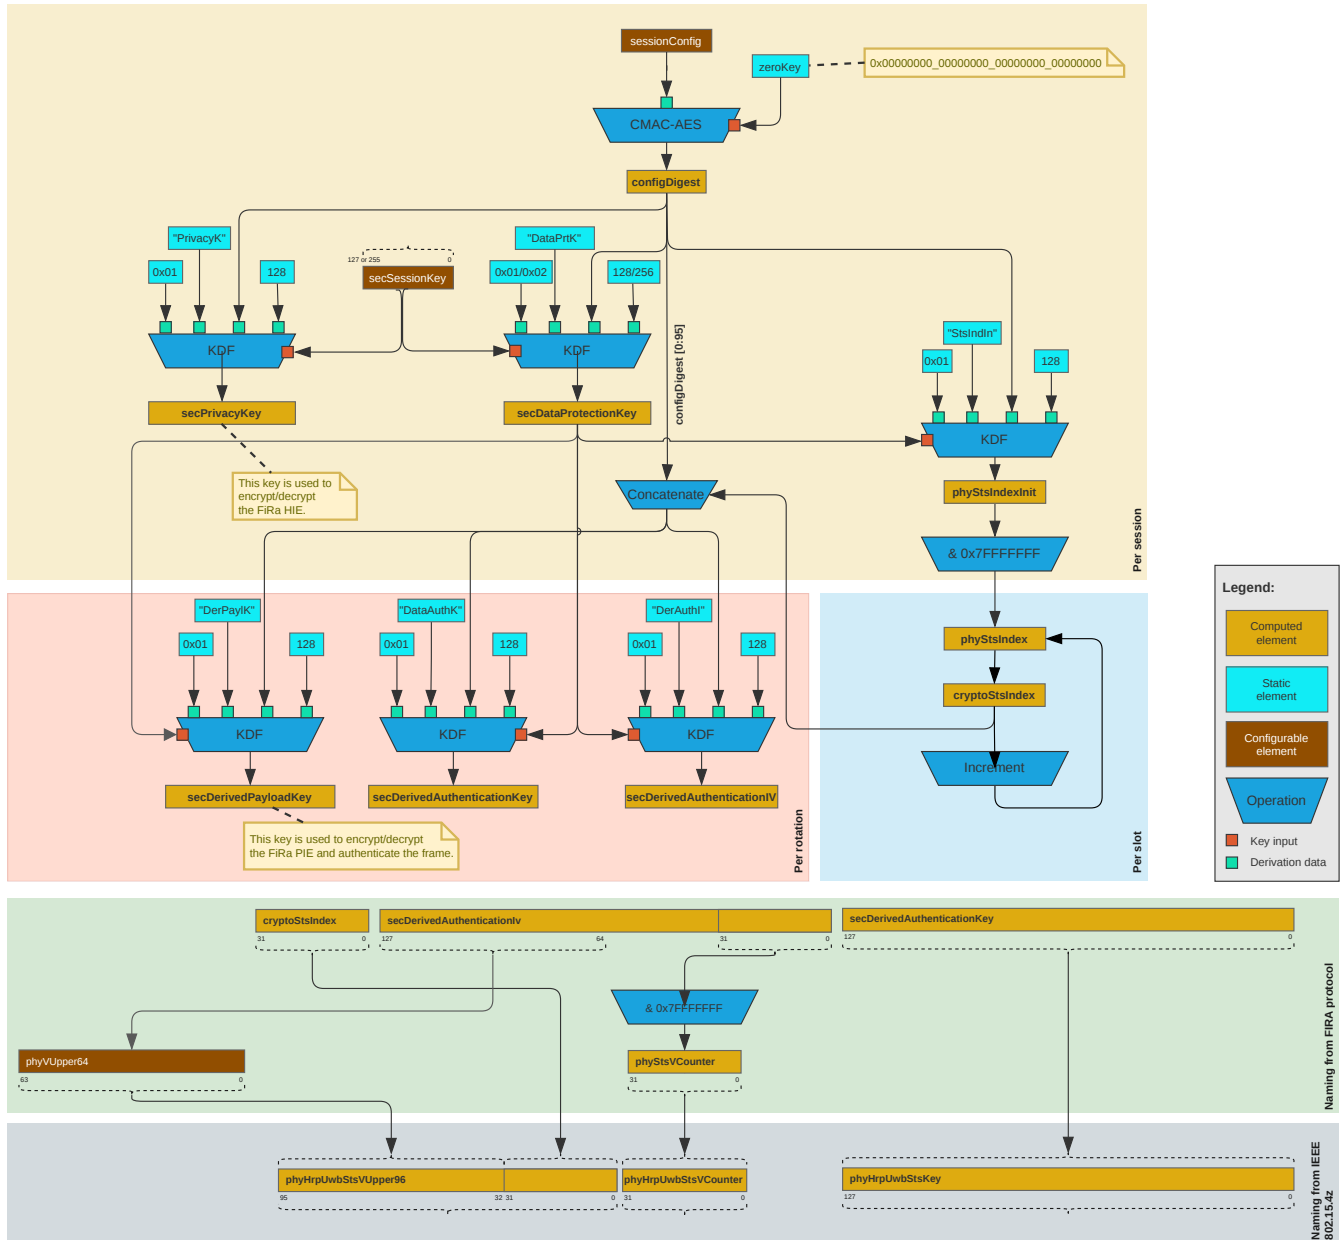 sessionConfig
zeroKey
0x00000000_00000000_00000000_00000000
CMAC-AES
configDigest
"PrivacyK"
0x01
128
127 or 255
0
secSessionKey
"DataPrtK"
0x01/0x02
128/256
KDF
KDF
configDigest [0:95]
"StsIndIn"
0x01
128
KDF
secPrivacyKey
secDataProtectionKey
This key is used to
encrypt/decrypt
the FiRa HIE.
Concatenate
phyStsIndexInit
& 0x7FFFFFFF
Per session
"DerPaylK"
0x01
128
KDF
"DataAuthK"
0x01
128
KDF
"DerAuthI"
0x01
128
KDF
secDerivedPayloadKey
secDerivedAuthenticationKey
secDerivedAuthenticationIV
This key is used to encrypt/decrypt
the FiRa PIE and authenticate the frame.
Per rotation
phyStsIndex
cryptoStsIndex
Increment
Per slot
Legend:
Computed
element
Static
element
Configurable
element
Operation
Key input
Derivation data
cryptoStsIndex
31
0
secDerivedAuthenticationIv
127
64
31
0
secDerivedAuthenticationKey
127
0
& 0x7FFFFFFF
phyVUpper64
63
0
phyStsVCounter
31
0
Naming from FIRA protocol
phyHrpUwbStsVUpper96
95
32
31
0
phyHrpUwbStsVCounter
31
0
phyHrpUwbStsKey
127
0
Naming from IEEE
802.15.4z